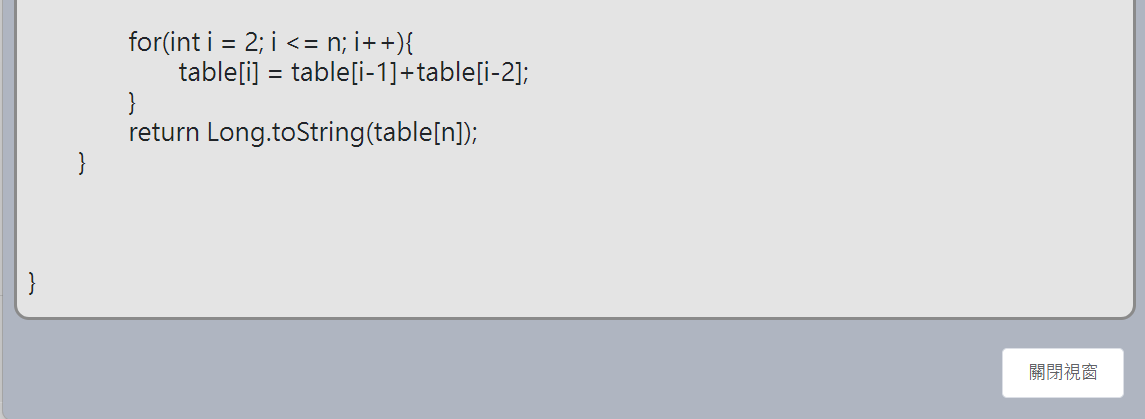 for(int i = 2; i <= n; i++){
table[i] = table[i-1]+table[i-2];
}
return Long.toString(table[n]);
}
}
關閉視窗